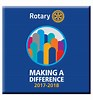 Rotary
MAKING A
DIFFERENCE
2017-2018